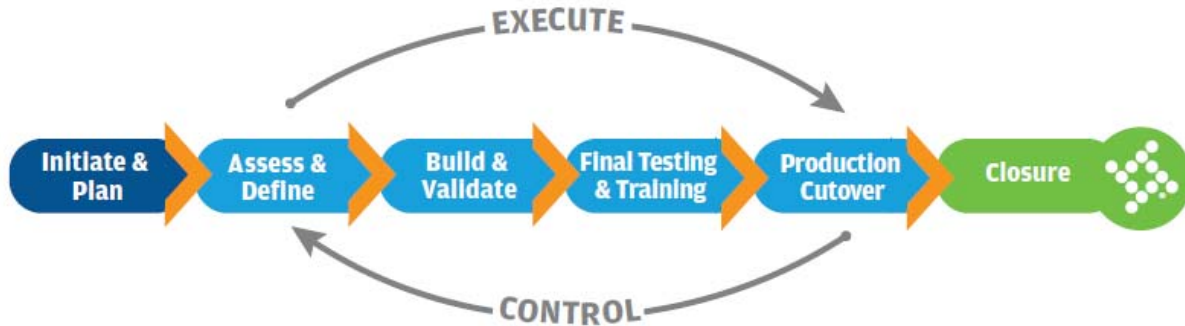 EXECUTE
Initiate &
Plan
Assess &
Define
Build &
Validate
Final Testing
& Training
Production
Cutover
Closure
CONTROL